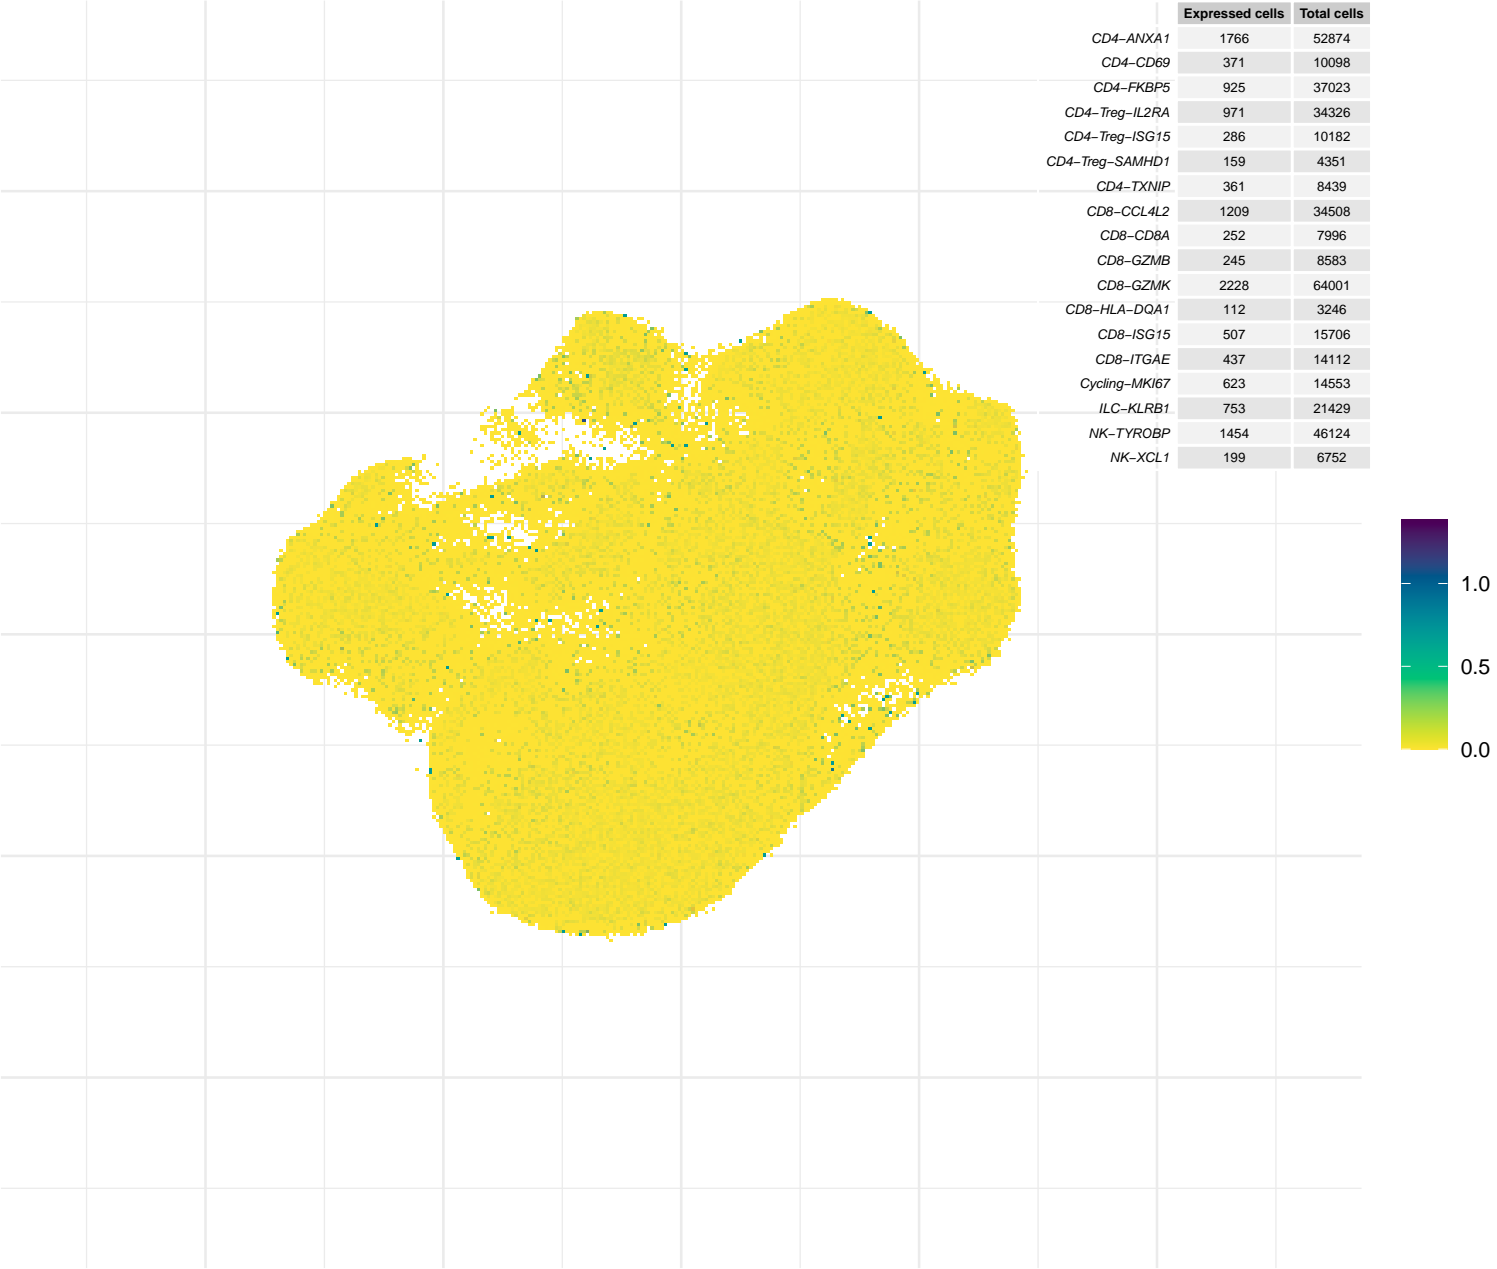 Expressed cells Total cells
CD4−ANXA1 1766 52874
CD4−CD69 371 10098
CD4−FKBP5 925 37023
CD4−Treg−IL2RA 971 34326
CD4−Treg−ISG15 286 10182
CD4−Treg−SAMHD1 159 4351
CD4−TXNIP 361 8439
CD8−CCL4L2 1209 34508
CD8−CD8A 252 7996
CD8−GZMB 245 8583
CD8−GZMK 2228 64001
CD8−HLA−DQA1 112 3246
CD8−ISG15 507 15706
CD8−ITGAE 437 14112
Cycling−MKI67 623 14553
ILC−KLRB1 753 21429
NK−TYROBP 1454 46124
NK−XCL1 199 6752
1.0
0.5
0.0